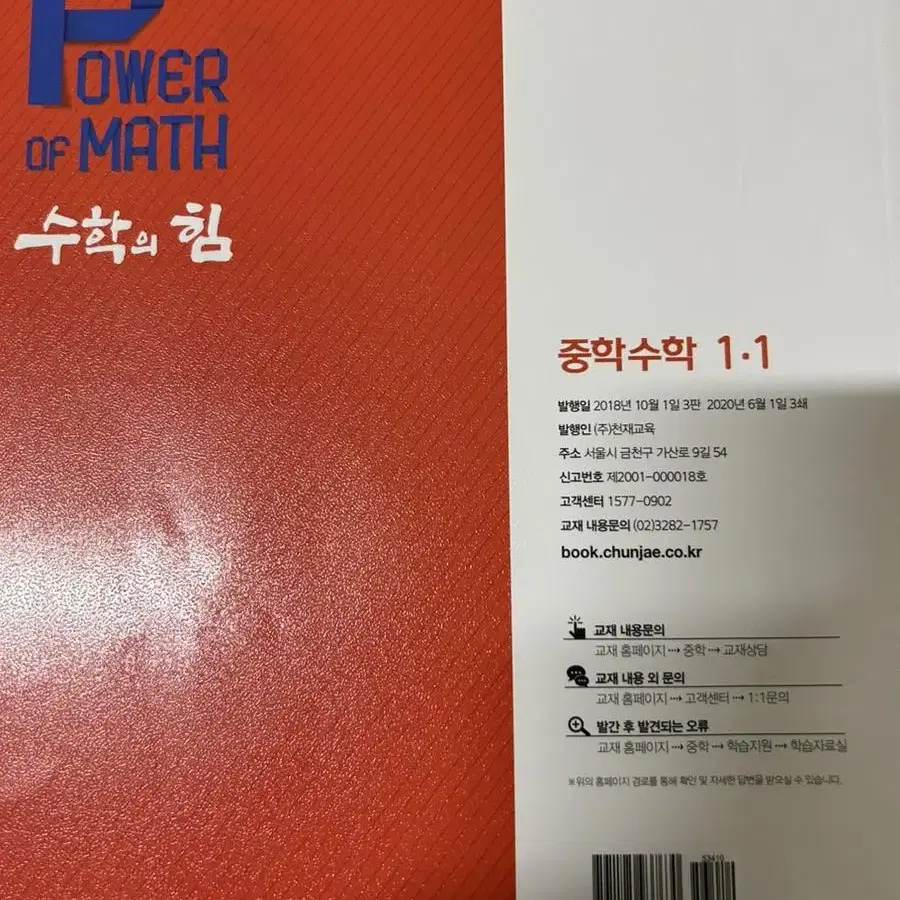 POWER
OF MATH
수학의 힘
중학수학 1·1
발행일 2018년 10월 1일 3판 2020년 6월 1일 3쇄
발행인 (주)천재교육
주소 서울시 금천구 가산로 9길 54
신고번호 제2001-000018호
고객센터 1577-0902
교재 내용문의 (02)3282-1757
book.chunjae.co.kr
교재 내용문의
교재 홈페이지 ⇢ 중학 ⇢ 교재상담
교재 내용 외 문의
교재 홈페이지 ⇢ 고객센터 ⇢ 1:1문의
발간 후 발견되는 오류
교재 홈페이지 ⇢ 중학 ⇢ 학습지원 ⇢ 학습자료실
※위의 홈페이지 경로를 통해 확인 및 자세한 답변을 받으실 수 있습니다.
53410